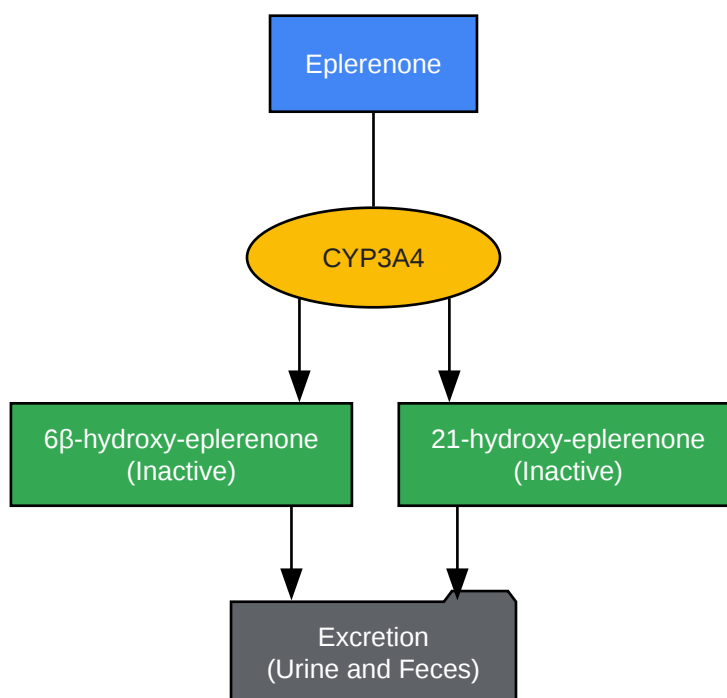 Eplerenone
CYP3A4
6β-hydroxy-eplerenone
(Inactive)
21-hydroxy-eplerenone
(Inactive)
Excretion
(Urine and Feces)